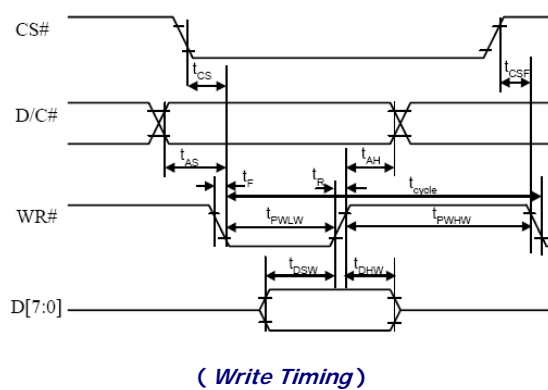 CS#
tCS
tCSF
D/C#
tAS
tAH
tF
tR
tcycle
WR#
tPWLW
tPWHW
tDSW
tDHW
D[7:0]
( Write Timing )